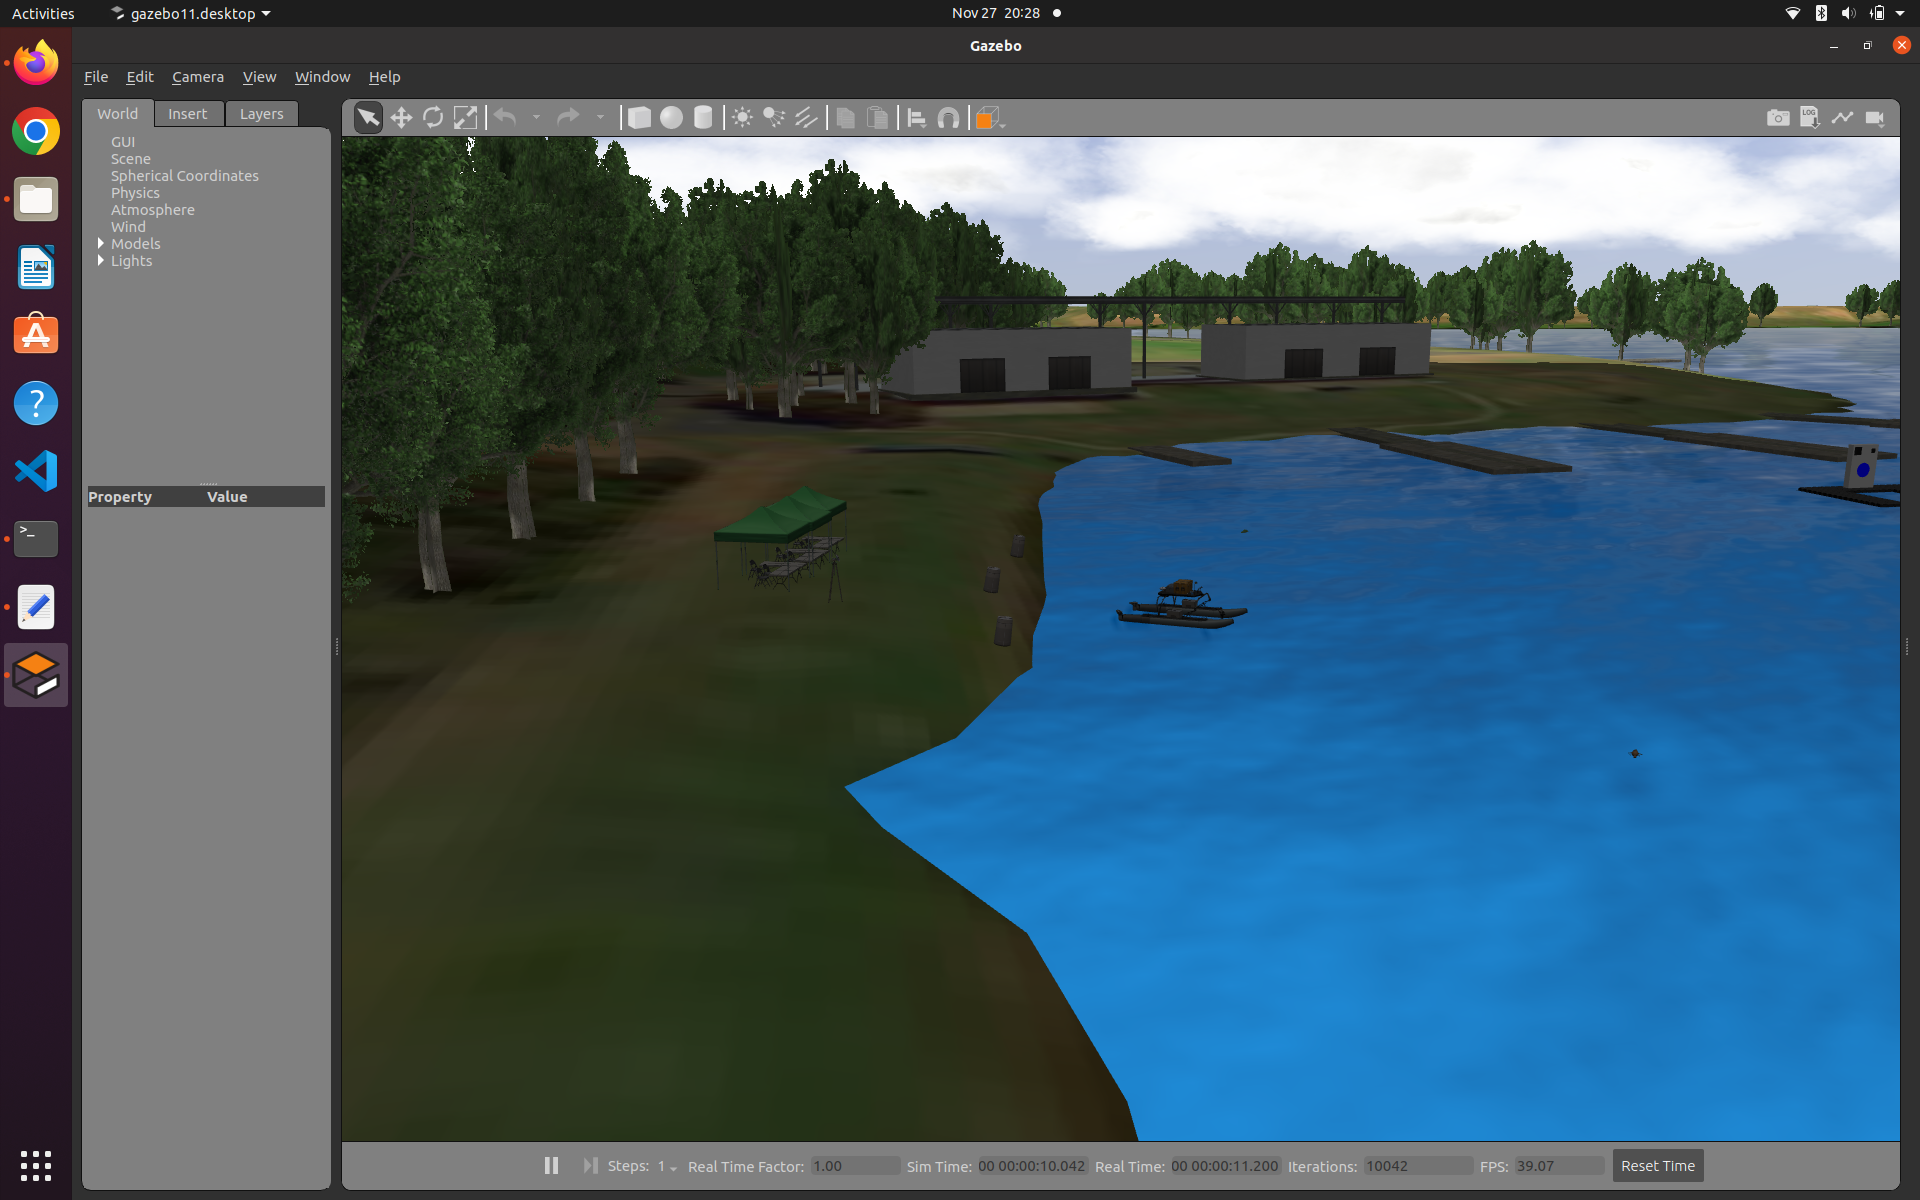 Activities gazebo11.desktop Nov 27 20:28
Gazebo
File Edit Camera View Window Help
World Insert Layers
LOG
GUI
Scene
Spherical Coordinates
Physics
Atmosphere
Wind
Models
Lights
Property Value
Steps: 1 Real Time Factor: 1.00 Sim Time: 00 00:00:10.042 Real Time: 00 00:00:11.200 Iterations: 10042 FPS: 39.07 Reset Time